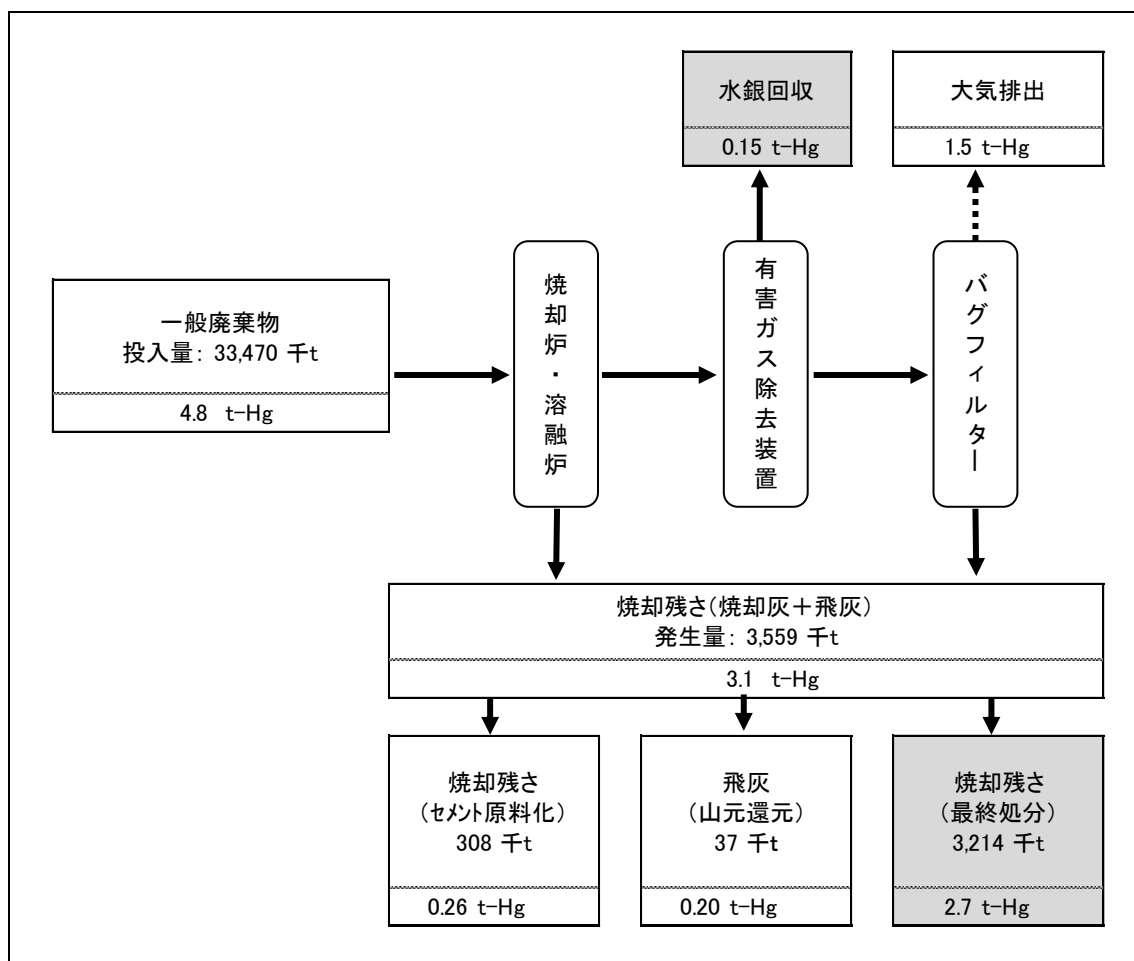 水銀回収
0.15 t-Hg
大気排出
1.5 t-Hg
一般廃棄物
投入量: 33,470 千t
4.8 t-Hg
焼却炉・溶融炉
有害ガス除去装置
バグフィルター
焼却残さ(焼却灰+飛灰)
発生量: 3,559 千t
3.1 t-Hg
焼却残さ
(セメント原料化)
308 千t
0.26 t-Hg
飛灰
(山元還元)
37 千t
0.20 t-Hg
焼却残さ
(最終処分)
3,214 千t
2.7 t-Hg